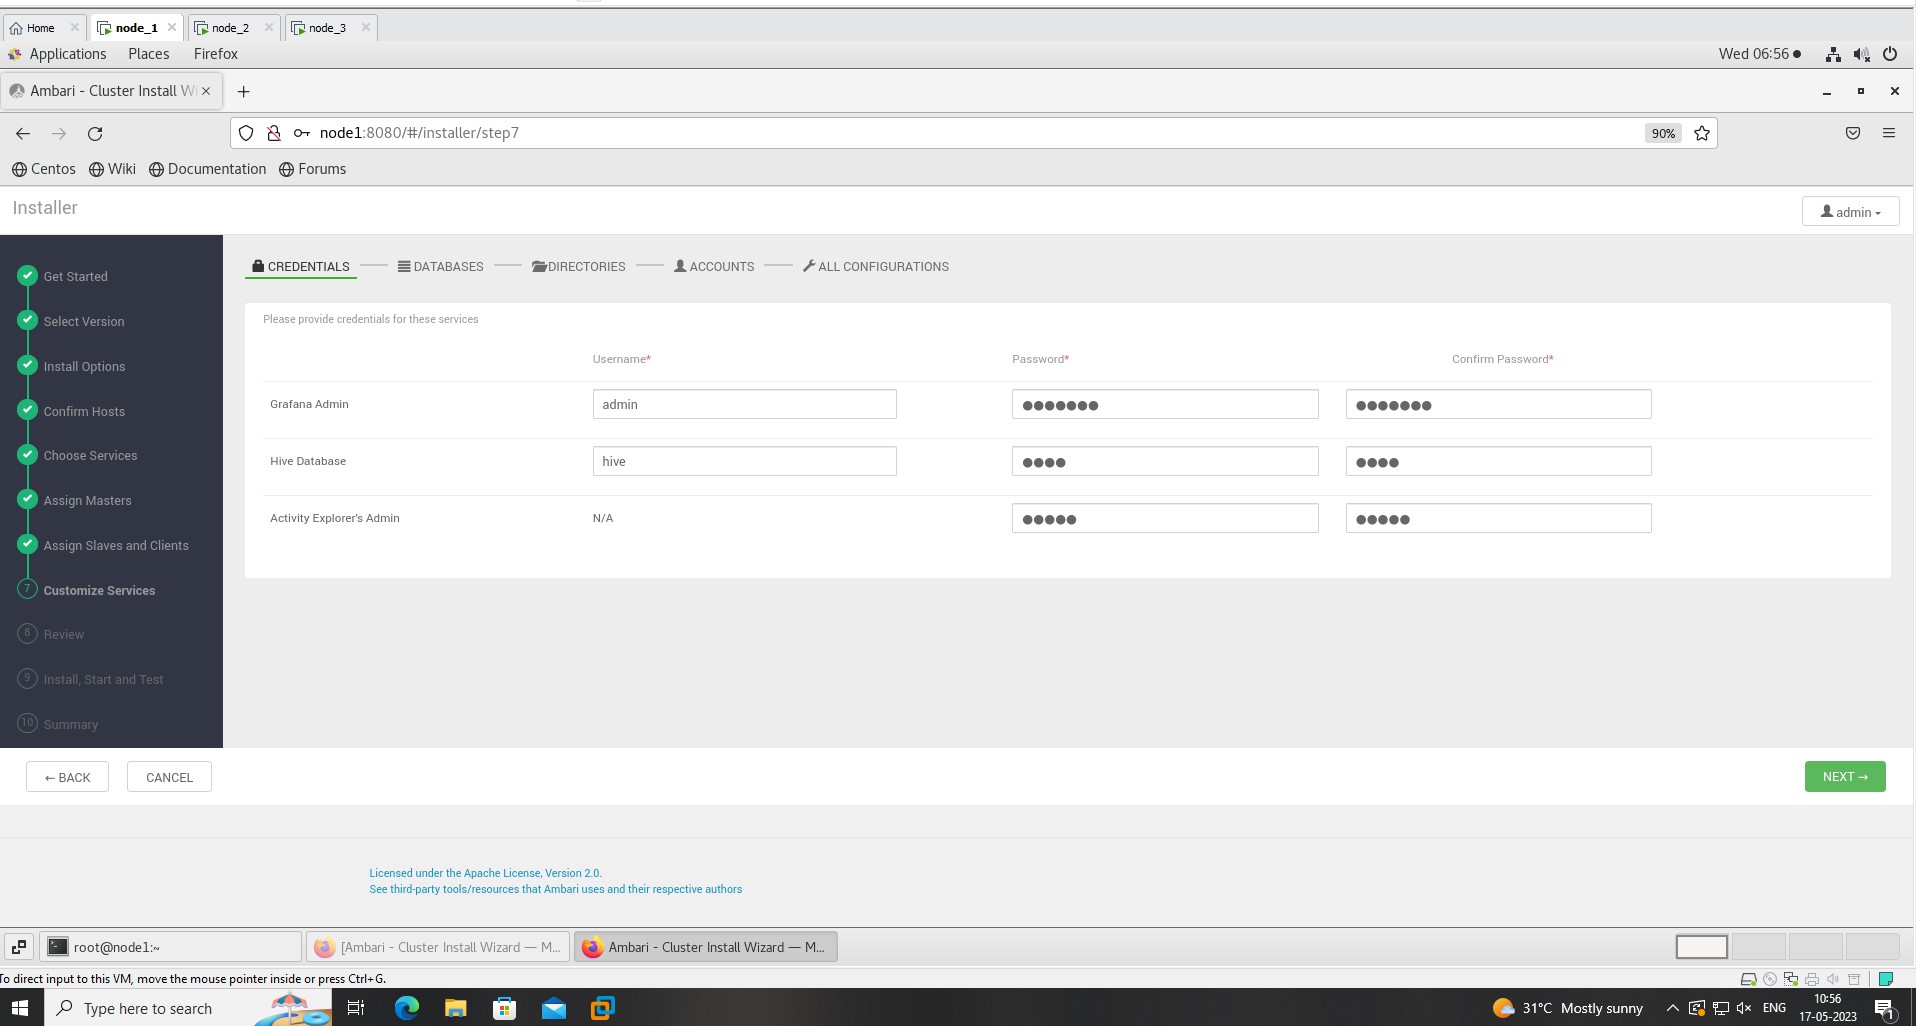 Home
node_1
node_2
node_3
Applications Places Firefox
Wed 06:56
Ambari - Cluster Install Wi
node1:8080/#/installer/step7
90%
Centos Wiki Documentation Forums
Installer
admin
Get Started
Select Version
Install Options
Confirm Hosts
Choose Services
Assign Masters
Assign Slaves and Clients
7 Customize Services
8 Review
9 Install, Start and Test
10 Summary
CREDENTIALS DATABASES DIRECTORIES ACCOUNTS ALL CONFIGURATIONS
Please provide credentials for these services
Username* Password* Confirm Password*
Grafana Admin admin ●●●●●●● ●●●●●●●
Hive Database hive ●●●● ●●●●
Activity Explorer's Admin N/A ●●●●● ●●●●●
← BACK CANCEL NEXT →
Licensed under the Apache License, Version 2.0.
See third-party tools/resources that Ambari uses and their respective authors
root@node1:~
[Ambari - Cluster Install Wizard — M...
Ambari - Cluster Install Wizard — M...
To direct input to this VM, move the mouse pointer inside or press Ctrl+G.
Type here to search
31°C Mostly sunny
ENG
10:56
17-05-2023
1